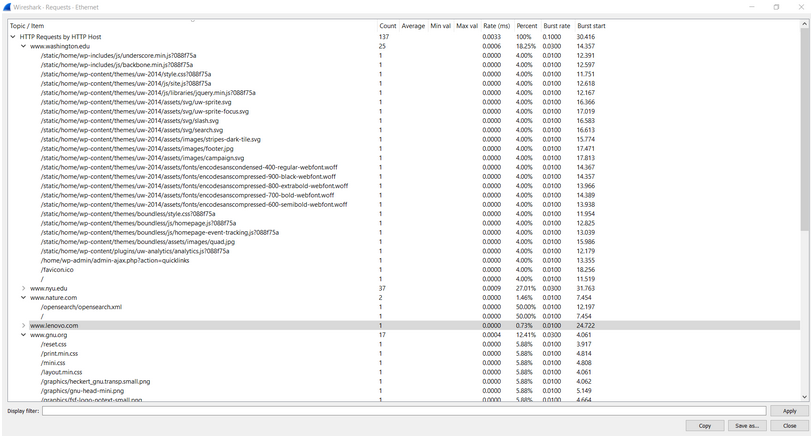 Wireshark · Requests · Ethernet
Topic / Item Count Average Min val Max val Rate (ms) Percent Burst rate Burst start
HTTP Requests by HTTP Host 137 0.0033 100% 0.1000 30.416
www.washington.edu 25 0.0006 18.25% 0.0300 14.357
/static/home/wp-includes/js/underscore.min.js?088f75a 1 0.0000 4.00% 0.0100 12.391
/static/home/wp-includes/js/backbone.min.js?088f75a 1 0.0000 4.00% 0.0100 12.597
/static/home/wp-content/themes/uw-2014/style.css?088f75a 1 0.0000 4.00% 0.0100 11.751
/static/home/wp-content/themes/uw-2014/js/site.js?088f75a 1 0.0000 4.00% 0.0100 12.618
/static/home/wp-content/themes/uw-2014/js/libraries/jquery.min.js?088f75a 1 0.0000 4.00% 0.0100 12.167
/static/home/wp-content/themes/uw-2014/assets/svg/uw-sprite.svg 1 0.0000 4.00% 0.0100 16.366
/static/home/wp-content/themes/uw-2014/assets/svg/uw-sprite-focus.svg 1 0.0000 4.00% 0.0100 17.019
/static/home/wp-content/themes/uw-2014/assets/svg/slash.svg 1 0.0000 4.00% 0.0100 16.583
/static/home/wp-content/themes/uw-2014/assets/svg/search.svg 1 0.0000 4.00% 0.0100 16.613
/static/home/wp-content/themes/uw-2014/assets/images/stripes-dark-tile.svg 1 0.0000 4.00% 0.0100 15.774
/static/home/wp-content/themes/uw-2014/assets/images/footer.jpg 1 0.0000 4.00% 0.0100 17.471
/static/home/wp-content/themes/uw-2014/assets/images/campaign.svg 1 0.0000 4.00% 0.0100 17.813
/static/home/wp-content/themes/uw-2014/assets/fonts/encodesanscondensed-400-regular-webfont.woff 1 0.0000 4.00% 0.0100 14.367
/static/home/wp-content/themes/uw-2014/assets/fonts/encodesanscompressed-900-black-webfont.woff 1 0.0000 4.00% 0.0100 14.357
/static/home/wp-content/themes/uw-2014/assets/fonts/encodesanscompressed-800-extrabold-webfont.woff 1 0.0000 4.00% 0.0100 13.966
/static/home/wp-content/themes/uw-2014/assets/fonts/encodesanscompressed-700-bold-webfont.woff 1 0.0000 4.00% 0.0100 14.389
/static/home/wp-content/themes/uw-2014/assets/fonts/encodesanscompressed-600-semibold-webfont.woff 1 0.0000 4.00% 0.0100 13.938
/static/home/wp-content/themes/boundless/style.css?088f75a 1 0.0000 4.00% 0.0100 11.954
/static/home/wp-content/themes/boundless/js/homepage.js?088f75a 1 0.0000 4.00% 0.0100 12.825
/static/home/wp-content/themes/boundless/js/homepage-event-tracking.js?088f75a 1 0.0000 4.00% 0.0100 13.039
/static/home/wp-content/themes/boundless/assets/images/quad.jpg 1 0.0000 4.00% 0.0100 15.986
/static/home/wp-content/plugins/uw-analytics/analytics.js?088f75a 1 0.0000 4.00% 0.0100 12.179
/home/wp-admin/admin-ajax.php?action=quicklinks 1 0.0000 4.00% 0.0100 13.355
/favicon.ico 1 0.0000 4.00% 0.0100 18.256
/ 1 0.0000 4.00% 0.0100 11.519
www.nyu.edu 37 0.0009 27.01% 0.0300 31.763
www.nature.com 2 0.0000 1.46% 0.0100 7.454
/opensearch/opensearch.xml 1 0.0000 50.00% 0.0100 12.197
/ 1 0.0000 50.00% 0.0100 7.454
www.lenovo.com 1 0.0000 0.73% 0.0100 24.722
www.gnu.org 17 0.0004 12.41% 0.0300 4.061
/reset.css 1 0.0000 5.88% 0.0100 3.917
/print.min.css 1 0.0000 5.88% 0.0100 4.814
/mini.css 1 0.0000 5.88% 0.0100 4.808
/layout.min.css 1 0.0000 5.88% 0.0100 4.061
/graphics/heckert_gnu.transp.small.png 1 0.0000 5.88% 0.0100 4.062
/graphics/gnu-head-mini.png 1 0.0000 5.88% 0.0100 5.149
/graphics/fsf-logo-notext-small.png 1 0.0000 5.88% 0.0100 4.664
Display filter: Apply
Copy Save as... Close